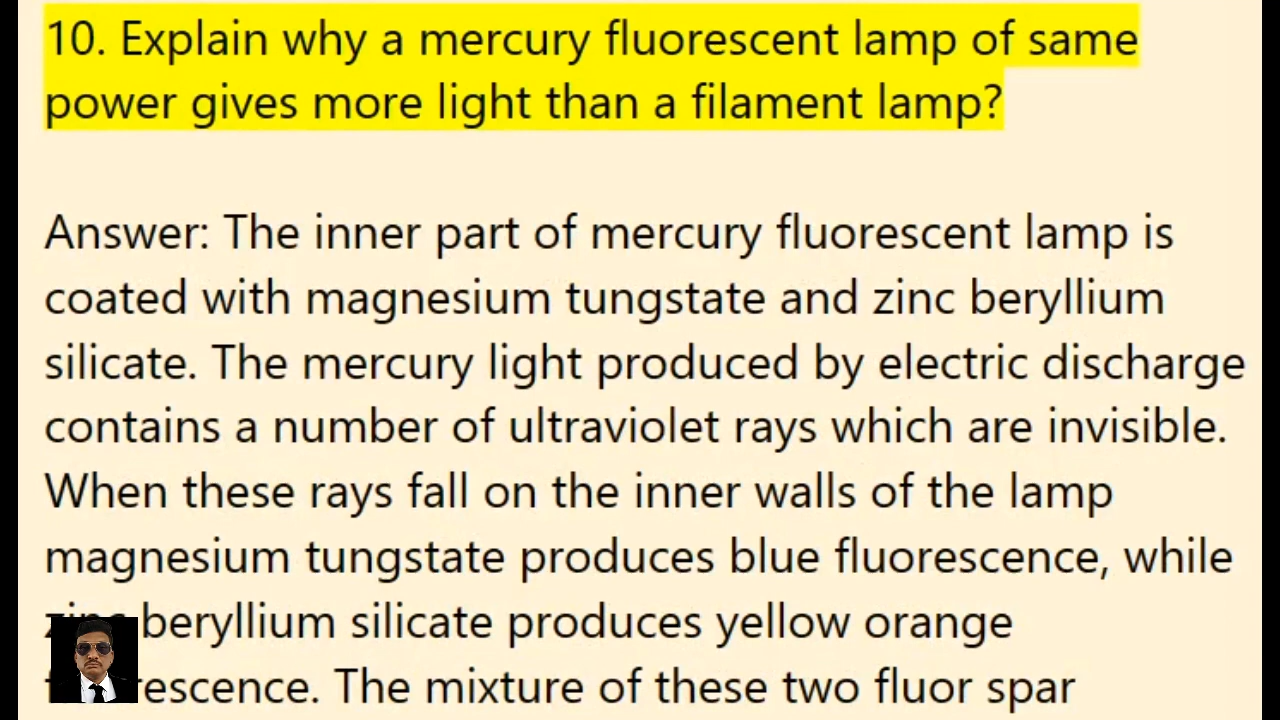 10. Explain why a mercury fluorescent lamp of same
power gives more light than a filament lamp?
Answer: The inner part of mercury fluorescent lamp is
coated with magnesium tungstate and zinc beryllium
silicate. The mercury light produced by electric discharge
contains a number of ultraviolet rays which are invisible.
When these rays fall on the inner walls of the lamp
magnesium tungstate produces blue fluorescence, while
beryllium silicate produces yellow orange
The mixture of these two fluor spar